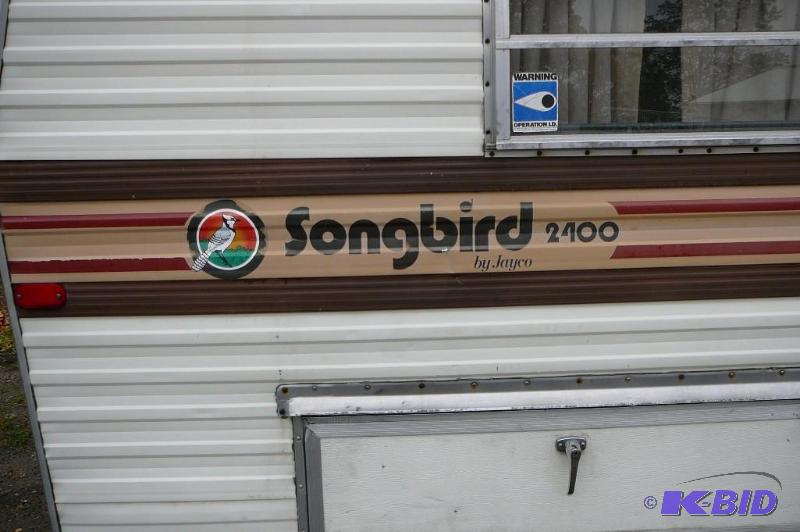 WARNING
OPERATION I.D.
Songbird 2400
by Jayco
© K-BID